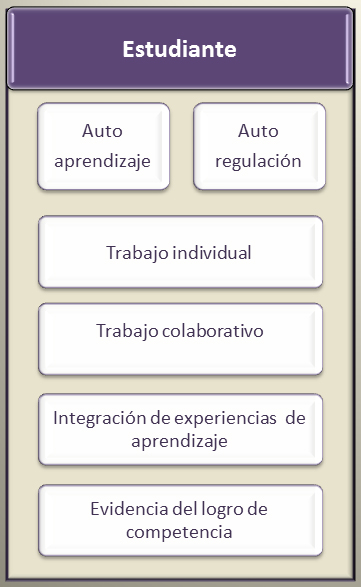 Estudiante
Auto
aprendizaje
Auto
regulación
Trabajo individual
Trabajo colaborativo
Integración de experiencias de
aprendizaje
Evidencia del logro de
competencia